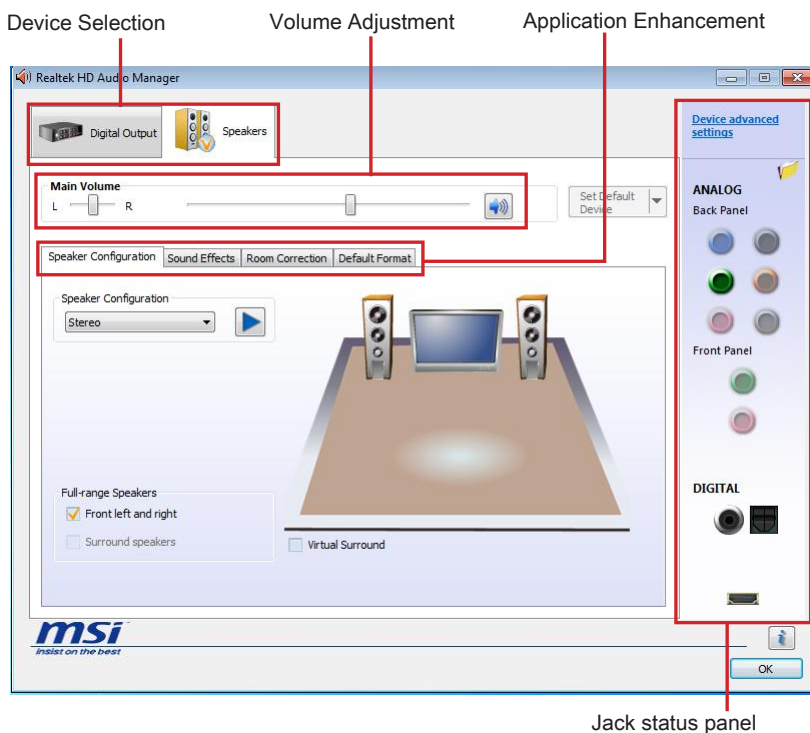 Device Selection
Volume Adjustment
Application Enhancement
Realtek HD Audio Manager
Digital Output
Speakers
Device advanced
settings
Main Volume
L
R
Set Default
Device
ANALOG
Back Panel
Speaker Configuration
Sound Effects
Room Correction
Default Format
Speaker Configuration
Stereo
Front Panel
Full-range Speakers
Front left and right
Surround speakers
Virtual Surround
DIGITAL
msi
insist on the best
i
OK
Jack status panel